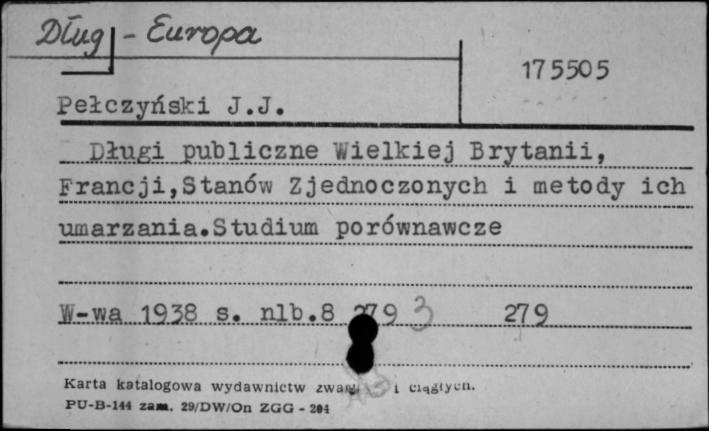 Dług - Europa
175505
Pełczyński J.J.
Długi publiczne Wielkiej Brytanii,
Francji,Stanów Zjednoczonych i metody ich
umarzania.Studium porównawcze
W-wa 1938 s. nlb.8 279 3 279
Karta katalogowa wydawnictw i ciągłych.
PU-B-144 zam. 29/DW/On ZGG - 204